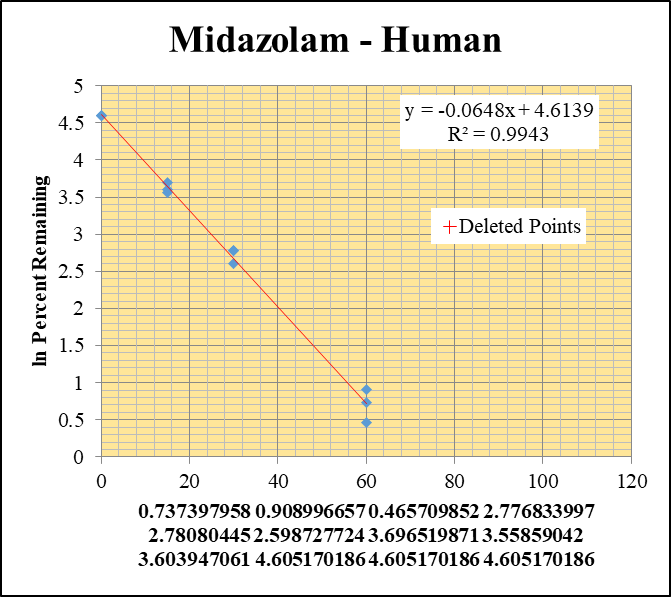 Midazolam - Human
y = -0.0648x + 4.6139
R² = 0.9943
Deleted Points
ln Percent Remaining
5
4.5
4
3.5
3
2.5
2
1.5
1
0.5
0
0 20 40 60 80 100 120
0.737397958 0.908996657 0.465709852 2.776833997
2.78080445 2.598727724 3.696519871 3.55859042
3.603947061 4.605170186 4.605170186 4.605170186